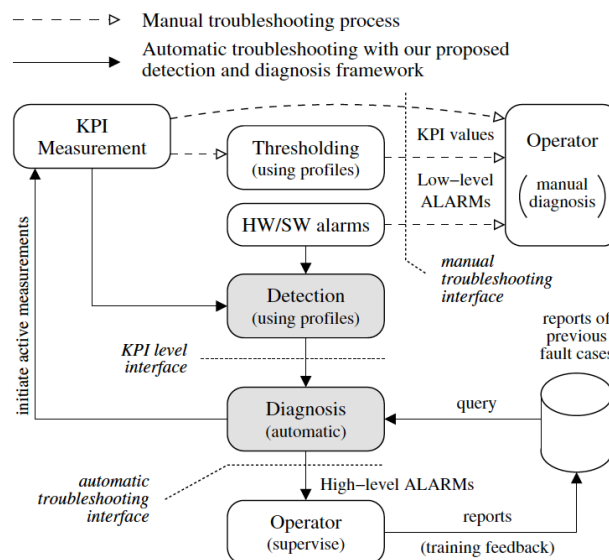 Manual troubleshooting process
Automatic troubleshooting with our proposed
detection and diagnosis framework
KPI
Measurement
Thresholding
(using profiles)
KPI values
Low-level
ALARMs
Operator
(manual
diagnosis)
HW/SW alarms
manual
troubleshooting
interface
Detection
(using profiles)
initiate active measurements
KPI level
interface
reports of
previous
fault cases
Diagnosis
(automatic)
query
automatic
troubleshooting
interface
High-level ALARMs
Operator
(supervise)
reports
(training feedback)